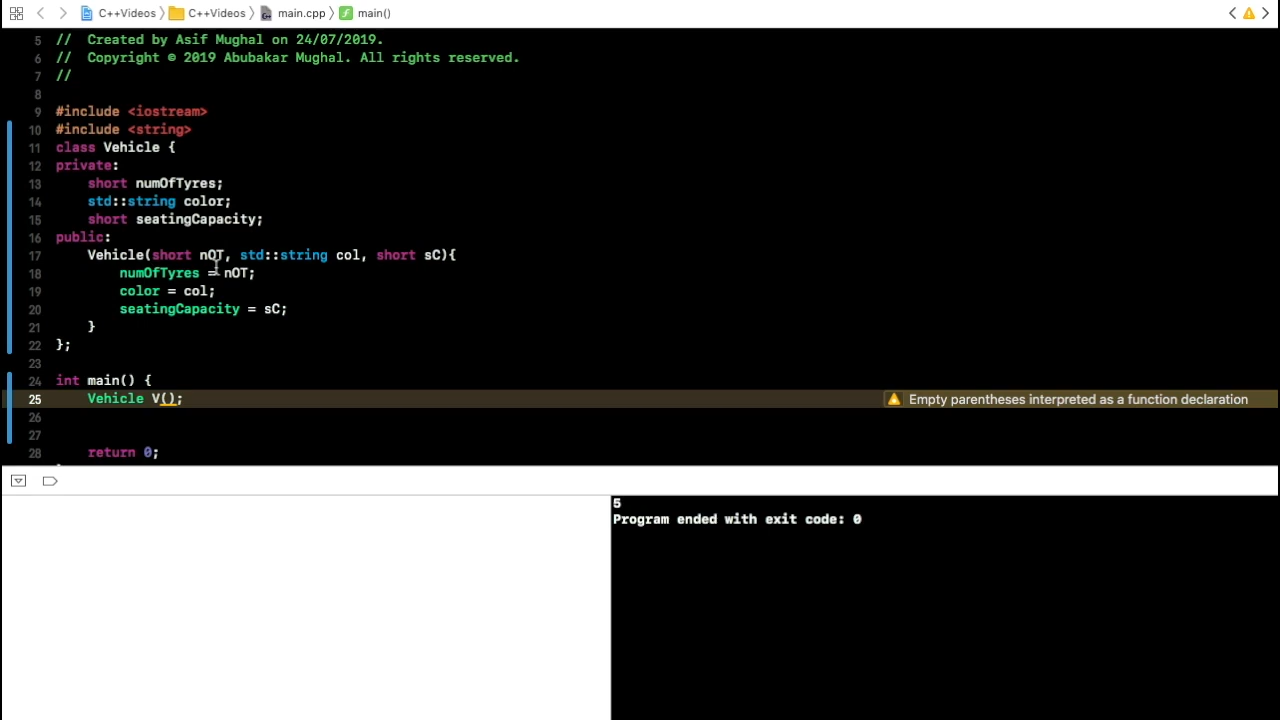 C++Videos C++Videos main.cpp main()
5 // Created by Asif Mughal on 24/07/2019.
6 // Copyright © 2019 Abubakar Mughal. All rights reserved.
7 //
8
9 #include <iostream>
10 #include <string>
11 class Vehicle {
12 private:
13 short numOfTyres;
14 std::string color;
15 short seatingCapacity;
16 public:
17 Vehicle(short nOT, std::string col, short sC){
18 numOfTyres = nOT;
19 color = col;
20 seatingCapacity = sC;
21 }
22 };
23
24 int main() {
25 Vehicle V(); Empty parentheses interpreted as a function declaration
26
27
28 return 0;
5
Program ended with exit code: 0